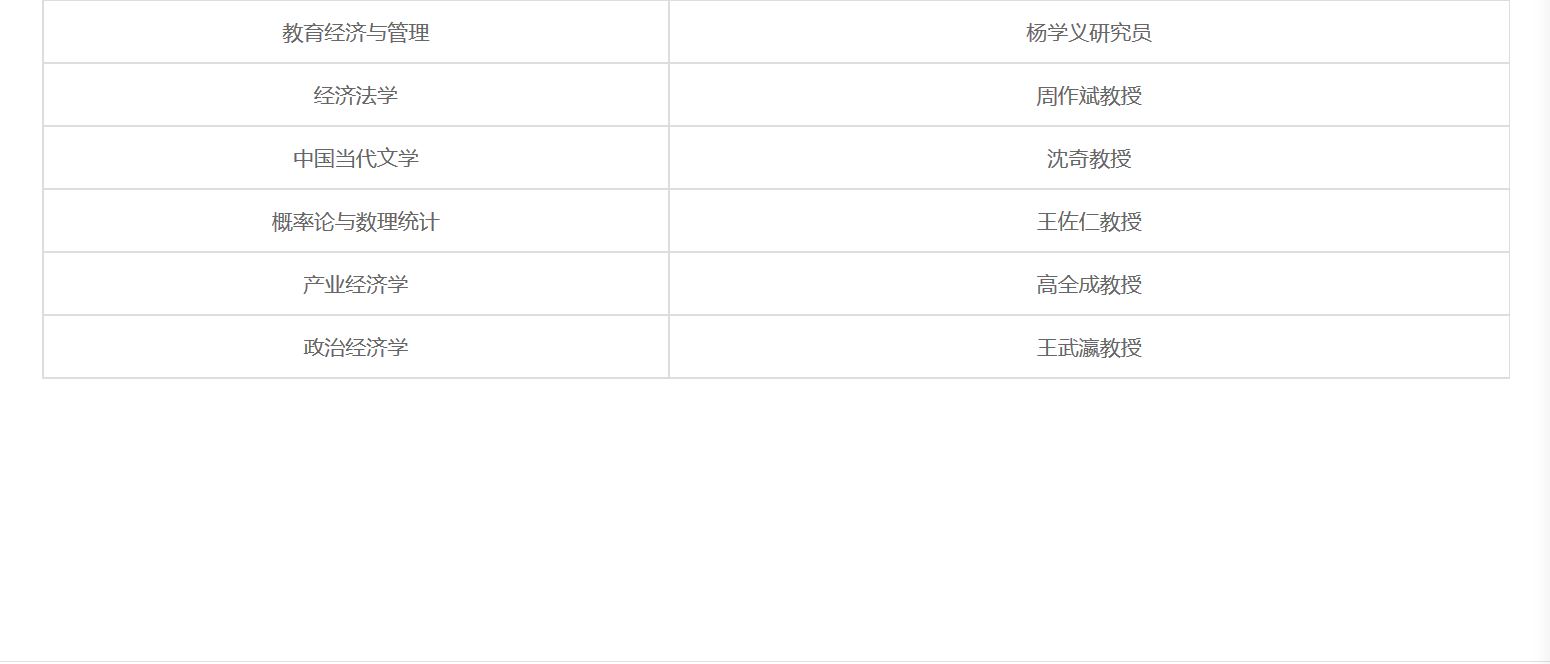 教育经济与管理 杨学义研究员
经济法学 周作斌教授
中国当代文学 沈奇教授
概率论与数理统计 王佐仁教授
产业经济学 高全成教授
政治经济学 王武瀛教授